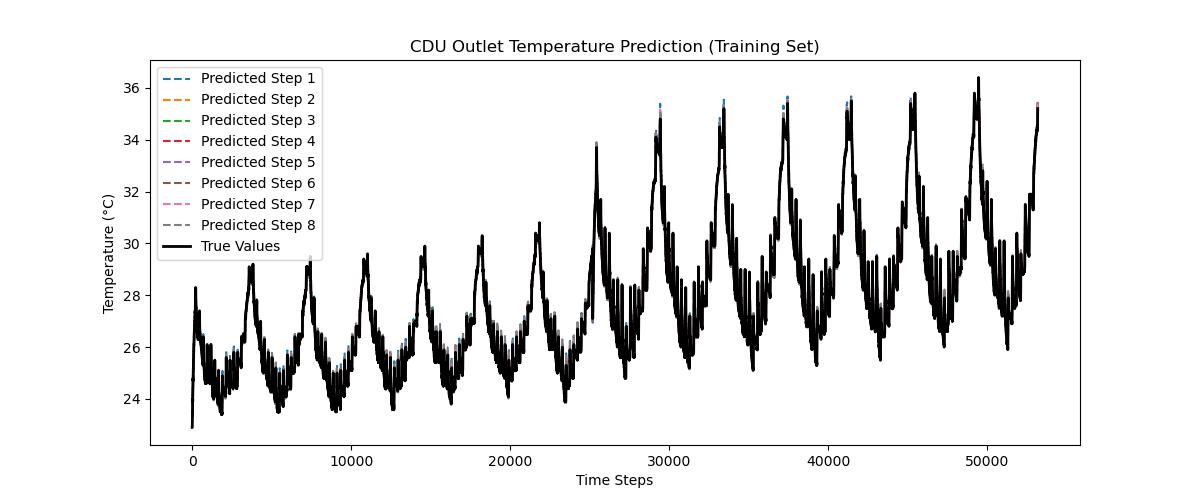 CDU Outlet Temperature Prediction (Training Set)
Predicted Step 1
Predicted Step 2
Predicted Step 3
Predicted Step 4
Predicted Step 5
Predicted Step 6
Predicted Step 7
Predicted Step 8
True Values
Temperature (°C)
36
34
32
30
28
26
24
0
10000
20000
30000
40000
50000
Time Steps